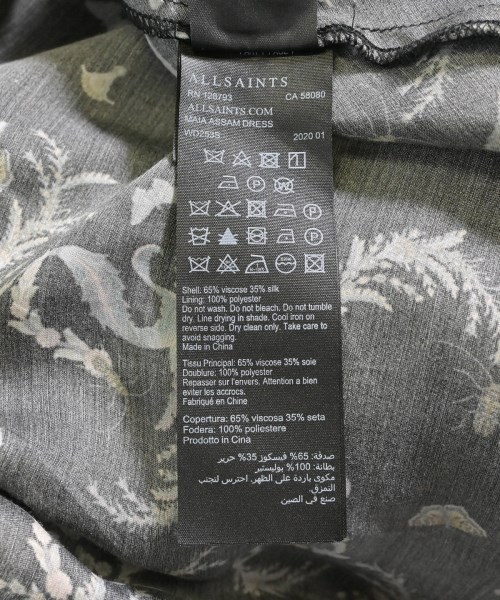 ALLSAINTS
RN 128793 CA 58080
ALLSAINTS.COM
MAIA ASSAM DRESS
WD253S 2020 01
Shell: 65% viscose 35% silk
Lining: 100% polyester
Do not wash. Do not bleach. Do not tumble
dry. Line drying in shade. Cool iron on
reverse side. Dry clean only. Take care to
avoid snagging.
Made in China
Tissu Principal: 65% viscose 35% soie
Doublure; 100% polyester
Repasser sur l'envers. Attention a bien
eviter les accrocs.
Fabriqué en Chine
Copertura: 65% viscosa 35% seta
Fodera: 100% poliestere
Prodotto in Cina
صدفة: 65% فيسكوز 35% حرير
بطانة: 100% بوليستير
مكوى باردة على الظهر. احترس لتجنب
التمزق.
صنع في الصين